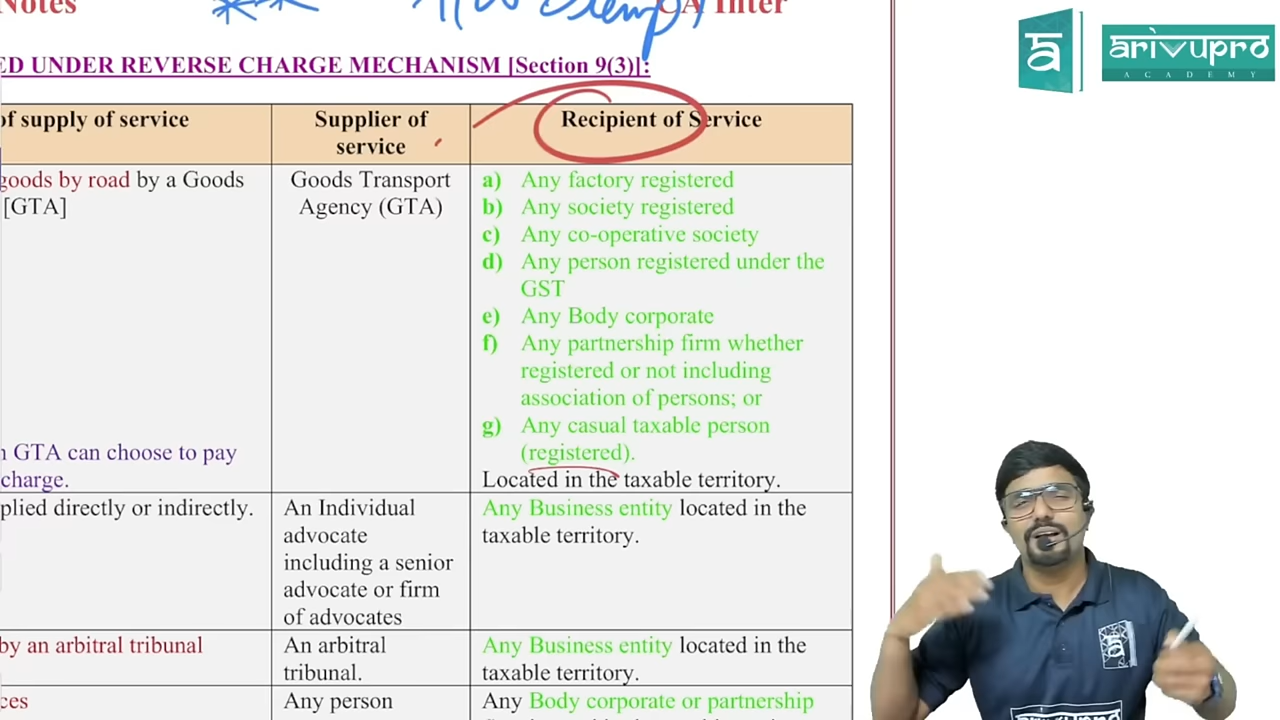 Notes
** Exempt
CA Inter
ED UNDER REVERSE CHARGE MECHANISM [Section 9(3)]:
of supply of service
Supplier of
service
Recipient of Service
goods by road by a Goods
[GTA]
n GTA can choose to pay
charge.
Goods Transport
Agency (GTA)
a) Any factory registered
b) Any society registered
c) Any co-operative society
d) Any person registered under the
GST
e) Any Body corporate
f) Any partnership firm whether
registered or not including
association of persons; or
g) Any casual taxable person
(registered).
Located in the taxable territory.
plied directly or indirectly.
An Individual
advocate
including a senior
advocate or firm
of advocates
Any Business entity located in the
taxable territory.
by an arbitral tribunal
An arbitral
tribunal.
Any Business entity located in the
taxable territory.
ces
Any person
Any Body corporate or partnership
arivupro
ACADEMY